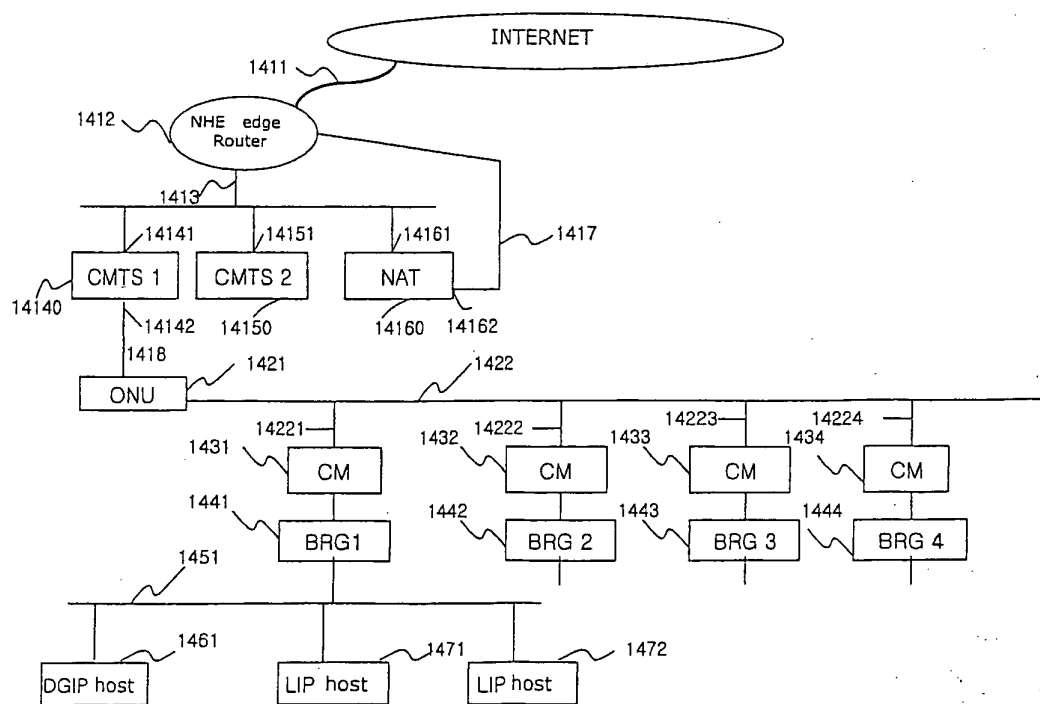 INTERNET
1411
1412
NHE edge
Router
1413
1417
14141
14151
14161
CMTS 1
CMTS 2
NAT
14140
14142
14150
14160
14162
1418
1421
1422
ONU
14221
14222
14223
14224
1431
1432
1433
1434
CM
CM
CM
CM
1441
1442
1443
1444
BRG1
BRG 2
BRG 3
BRG 4
1451
1461
1471
1472
DGIP host
LIP host
LIP host